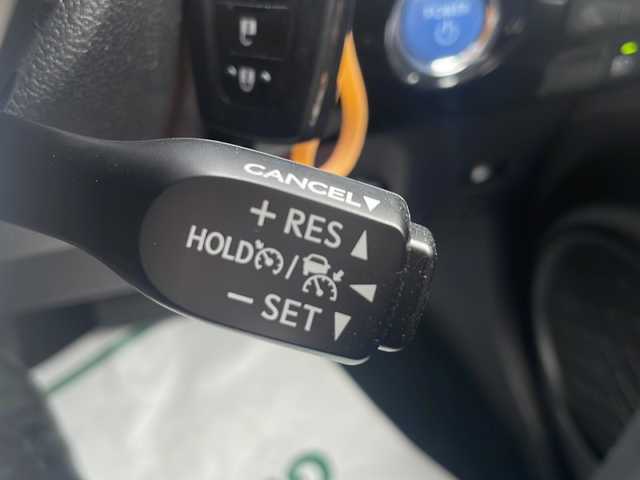 CANCEL▼
+ RES ▲
HOLD /
− SET ▼